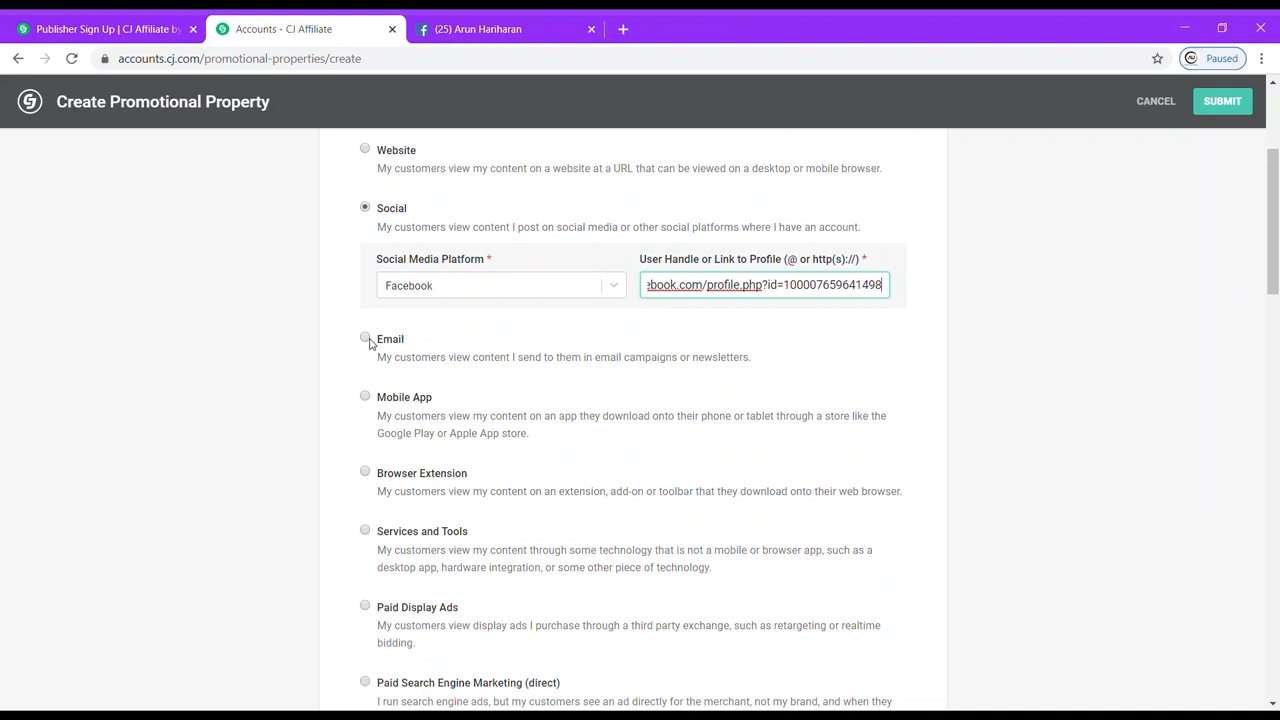 Publisher Sign Up | CJ Affiliate by
Accounts - CJ Affiliate
(25) Arun Hariharan
accounts.cj.com/promotional-properties/create
Paused
Create Promotional Property
CANCEL
SUBMIT
Website
My customers view my content on a website at a URL that can be viewed on a desktop or mobile browser.
Social
My customers view content I post on social media or other social platforms where I have an account.
Social Media Platform *
User Handle or Link to Profile (@ or http(s)://) *
Facebook
ebook.com/profile.php?id=100007659641498
Email
My customers view content I send to them in email campaigns or newsletters.
Mobile App
My customers view my content on an app they download onto their phone or tablet through a store like the
Google Play or Apple App store.
Browser Extension
My customers view my content on an extension, add-on or toolbar that they download onto their web browser.
Services and Tools
My customers view my content through some technology that is not a mobile or browser app, such as a
desktop app, hardware integration, or some other piece of technology.
Paid Display Ads
My customers view display ads I purchase through a third party exchange, such as retargeting or realtime
bidding.
Paid Search Engine Marketing (direct)
I run search engine ads, but my customers see an ad directly for the merchant, not my brand, and when they